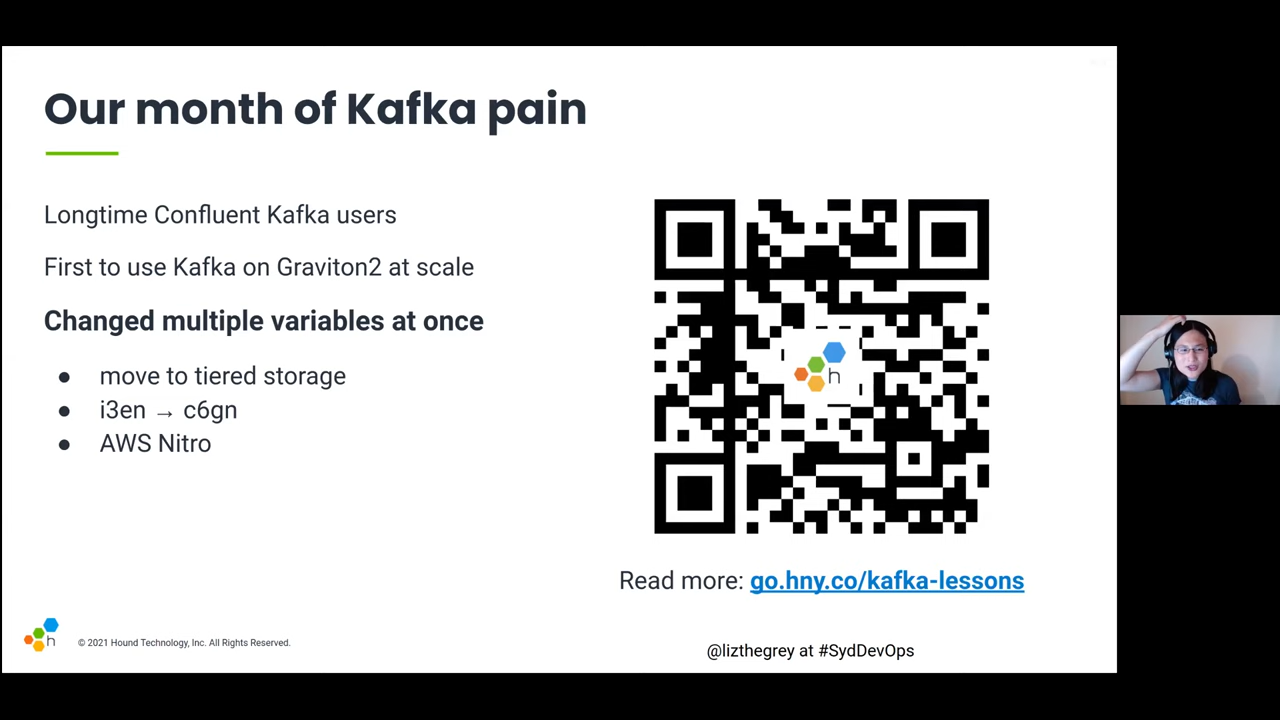 Our month of Kafka pain
Longtime Confluent Kafka users
First to use Kafka on Graviton2 at scale
Changed multiple variables at once
● move to tiered storage
● i3en → c6gn
● AWS Nitro
h
Read more: go.hny.co/kafka-lessons
h
© 2021 Hound Technology, Inc. All Rights Reserved.
@lizthegrey at #SydDevOps